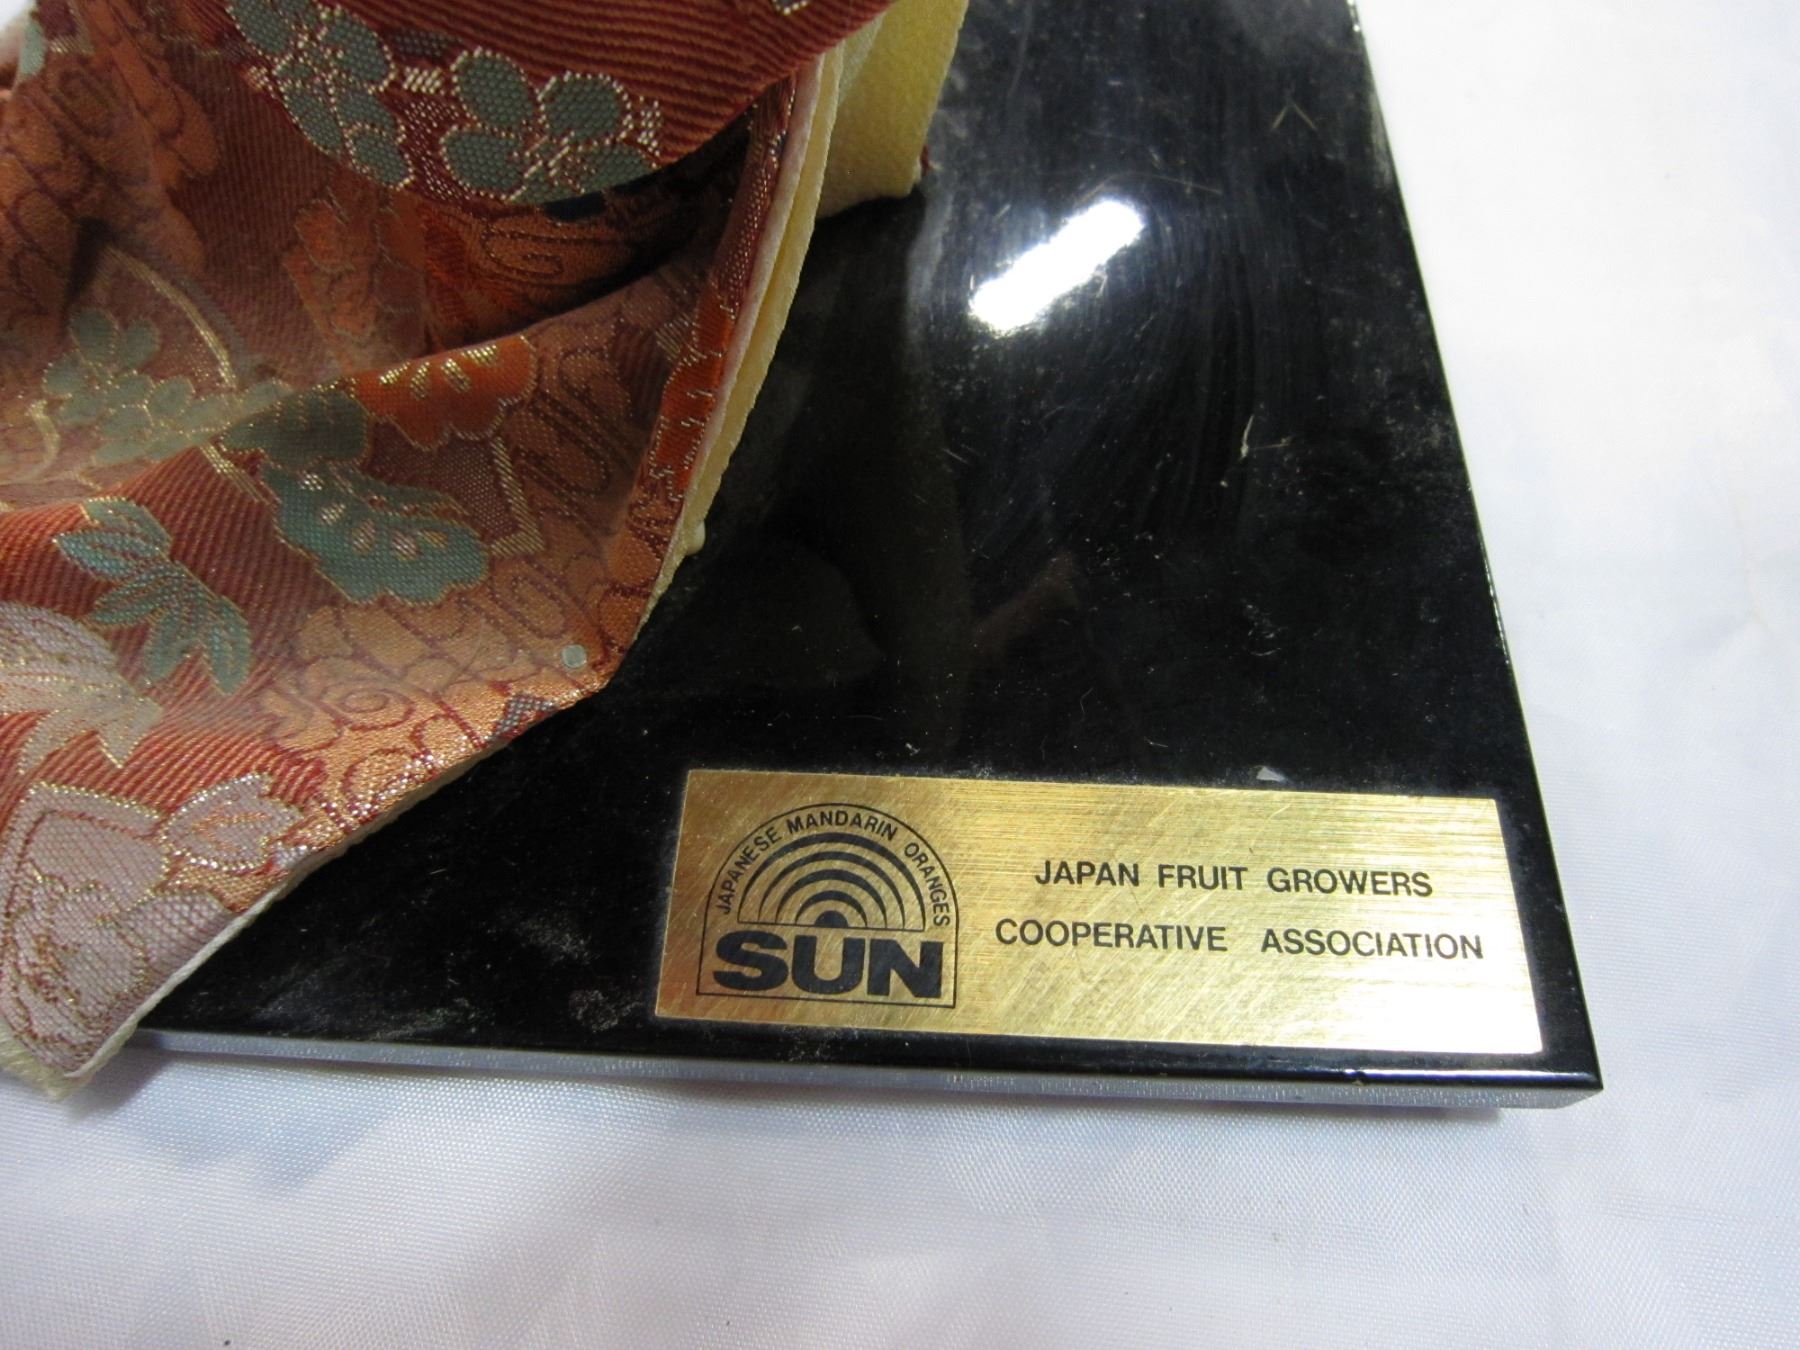 JAPANESE MANDARIN ORANGES
SUN
JAPAN FRUIT GROWERS
COOPERATIVE ASSOCIATION